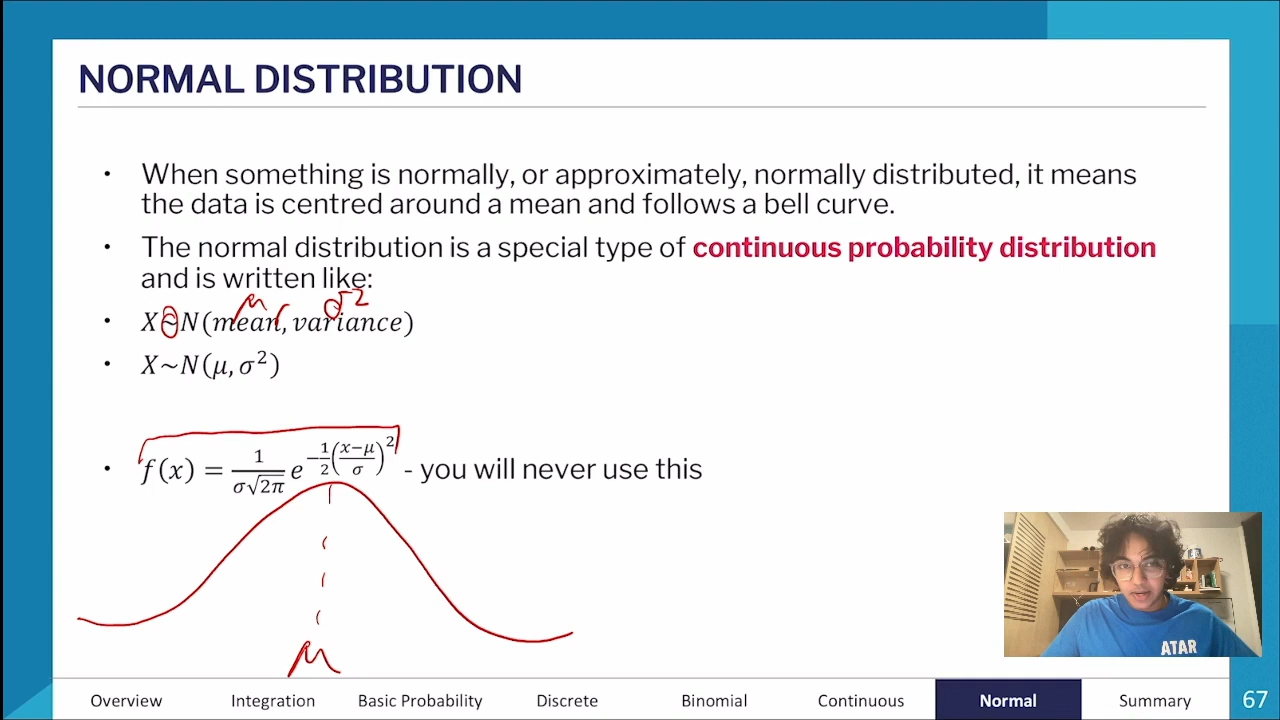 NORMAL DISTRIBUTION
• When something is normally, or approximately, normally distributed, it means
the data is centred around a mean and follows a bell curve.
• The normal distribution is a special type of continuous probability distribution
and is written like:
μ σ²
• X~N(mean, variance)
• X~N(μ, σ²)
• f(x) = 1/(σ√2π) e^(-1/2((x−μ)/σ)²) - you will never use this
μ
ATAR
Overview Integration Basic Probability Discrete Binomial Continuous Normal Summary 67